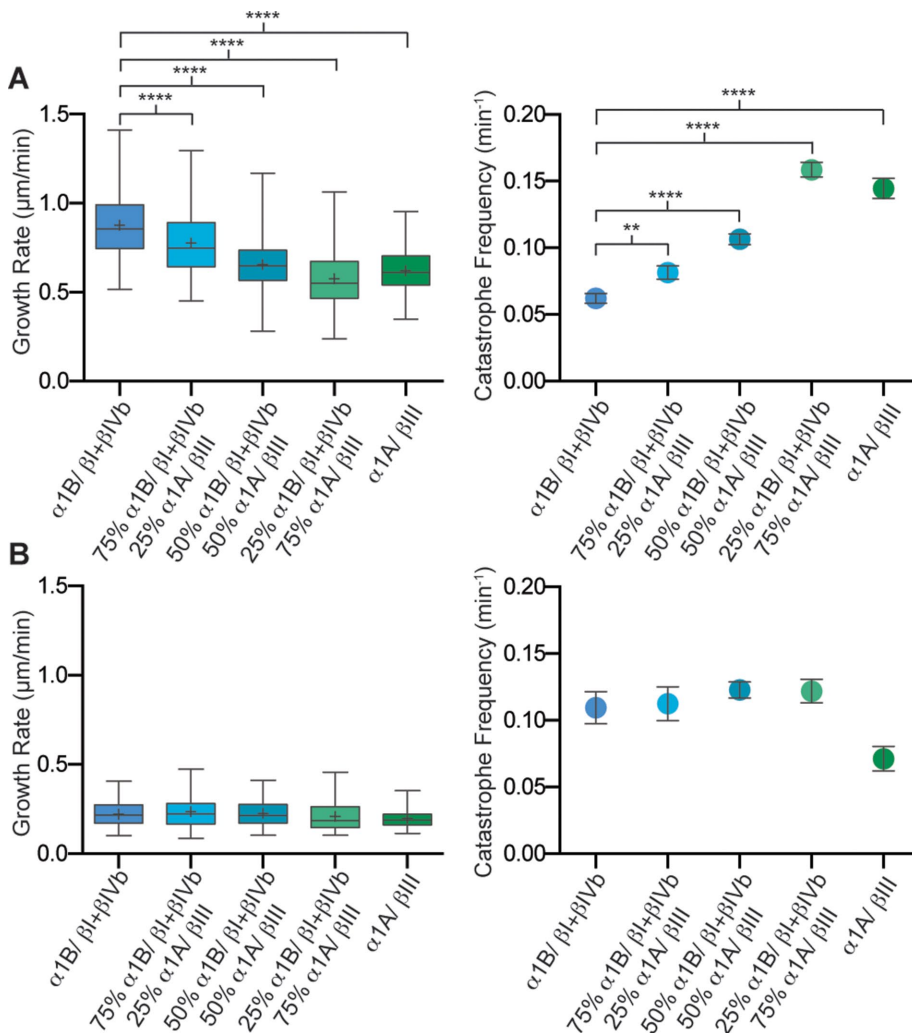 A
****
****
****
****
Growth Rate (μm/min)
1.5
1.0
0.5
0.0
α1B/ βI+βIVb
75% α1B/ βI+βIVb
25% α1A/ βIII
50% α1B/ βI+βIVb
50% α1A/ βIII
25% α1B/ βI+βIVb
75% α1A/ βIII
α1A/ βIII
****
****
****
**
Catastrophe Frequency (min⁻¹)
0.20
0.15
0.10
0.05
0.00
α1B/ βI+βIVb
75% α1B/ βI+βIVb
25% α1A/ βIII
50% α1B/ βI+βIVb
50% α1A/ βIII
25% α1B/ βI+βIVb
75% α1A/ βIII
α1A/ βIII
B
Growth Rate (μm/min)
1.5
1.0
0.5
0.0
α1B/ βI+βIVb
75% α1B/ βI+βIVb
25% α1A/ βIII
50% α1B/ βI+βIVb
50% α1A/ βIII
25% α1B/ βI+βIVb
75% α1A/ βIII
α1A/ βIII
Catastrophe Frequency (min⁻¹)
0.20
0.15
0.10
0.05
0.00
α1B/ βI+βIVb
75% α1B/ βI+βIVb
25% α1A/ βIII
50% α1B/ βI+βIVb
50% α1A/ βIII
25% α1B/ βI+βIVb
75% α1A/ βIII
α1A/ βIII